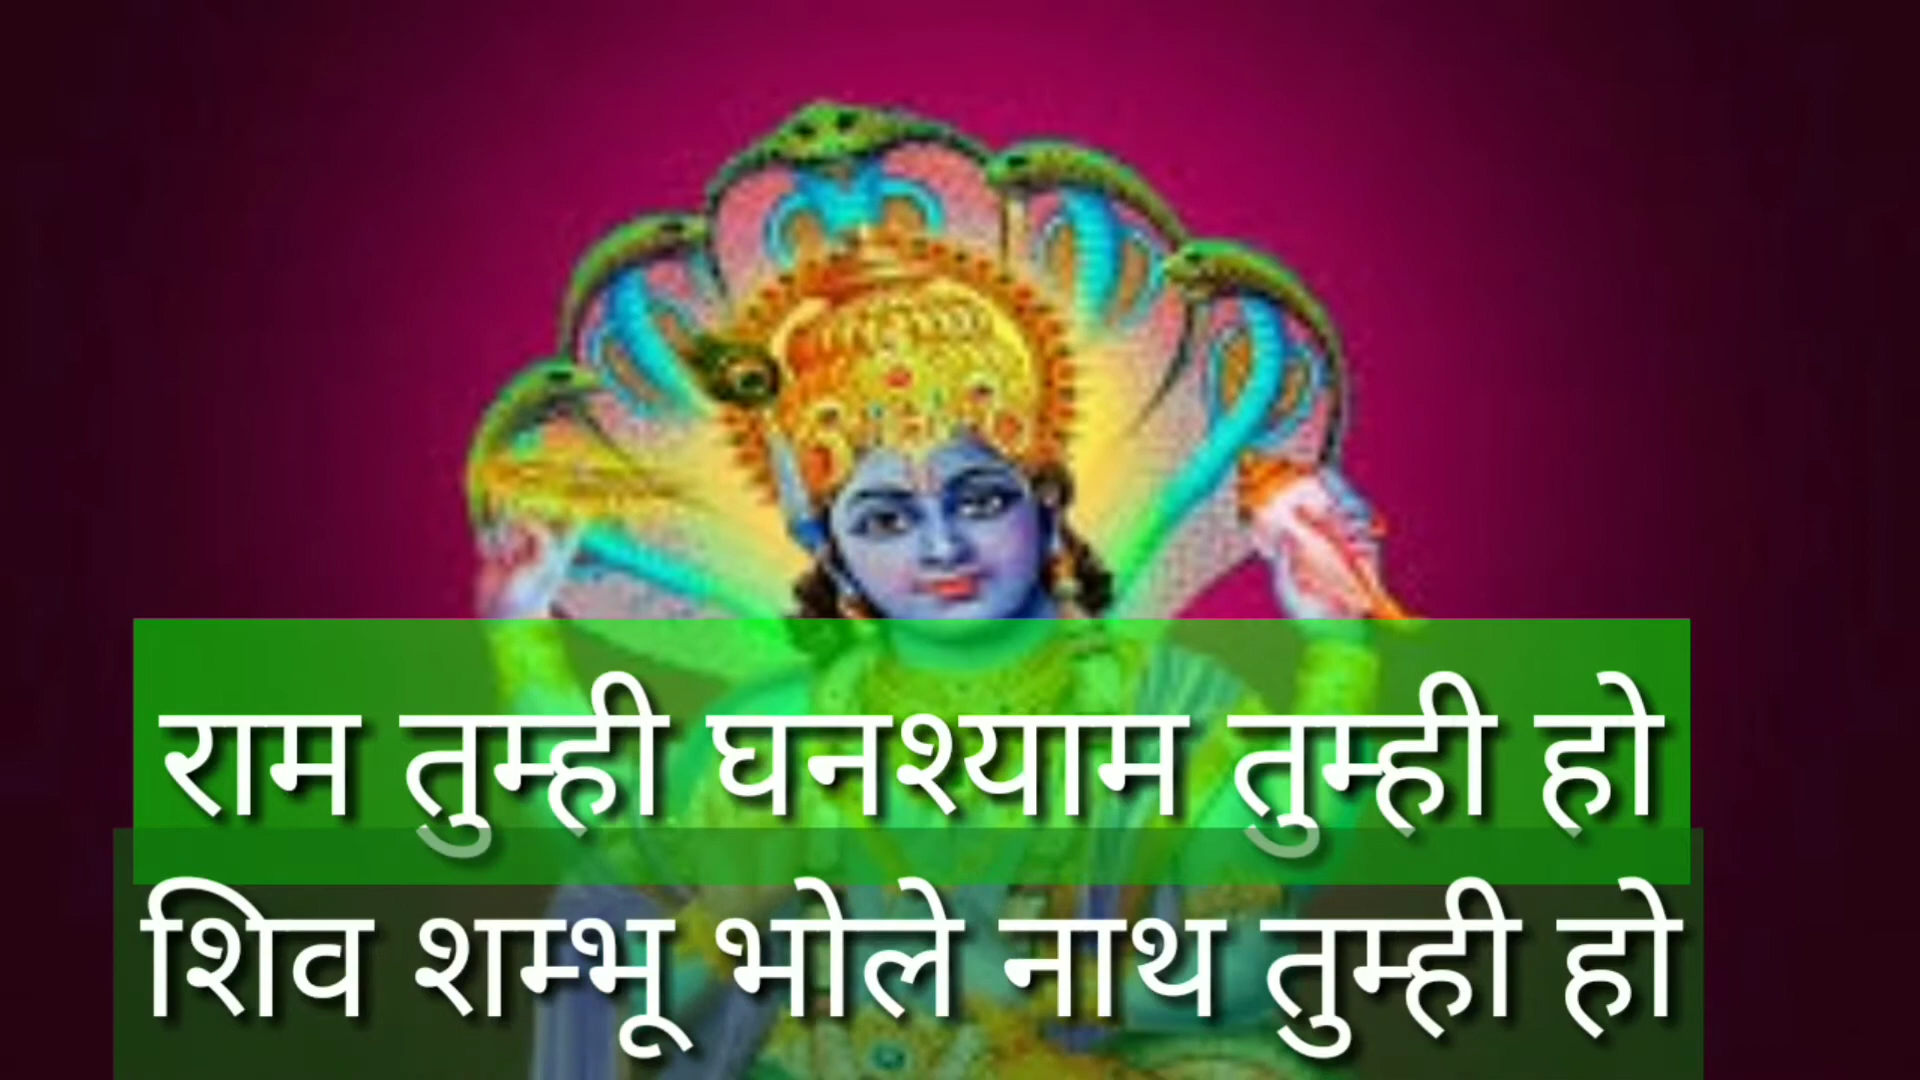 राम तुम्ही घनश्याम तुम्ही हो
शिव शम्भू भोले नाथ तुम्ही हो